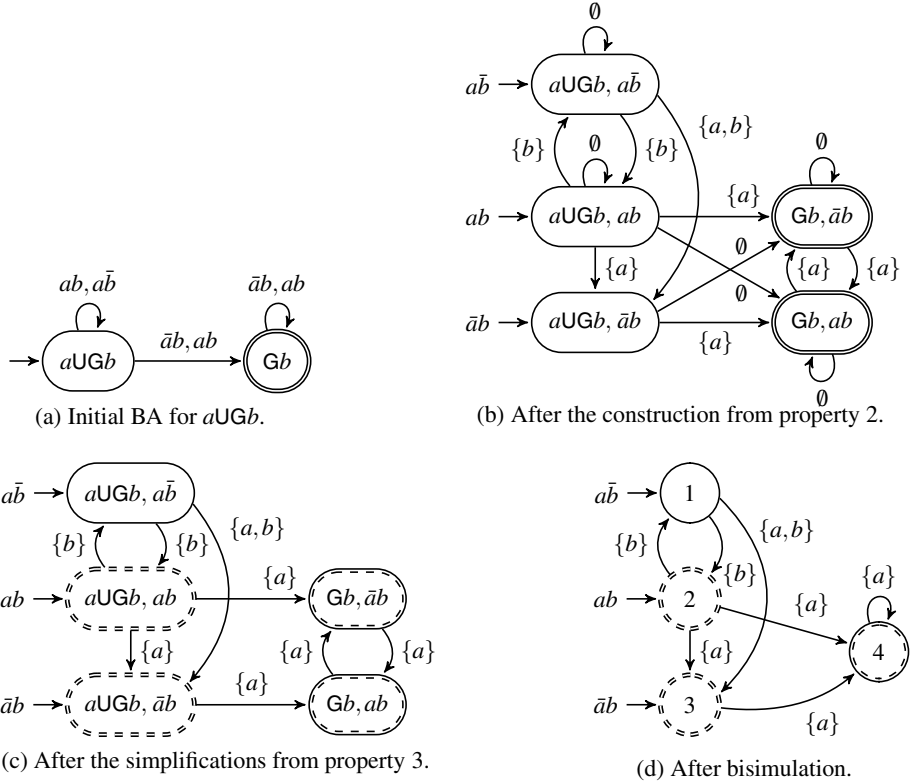 ab, ab̄
āb, ab
aUGb
āb, ab
Gb
(a) Initial BA for aUGb.
∅
ab̄
aUGb, ab̄
{a, b}
{b}
∅
{b}
∅
ab
aUGb, ab
{a}
Gb, āb
{a}
∅
{a}
{a}
āb
aUGb, āb
∅
{a}
Gb, ab
∅
(b) After the construction from property 2.
ab̄
aUGb, ab̄
{a, b}
{b}
{b}
ab
aUGb, ab
{a}
Gb, āb
{a}
{a}
{a}
āb
aUGb, āb
{a}
Gb, ab
(c) After the simplifications from property 3.
ab̄
1
{a, b}
{b}
{b}
ab
2
{a}
{a}
{a}
4
āb
3
{a}
(d) After bisimulation.